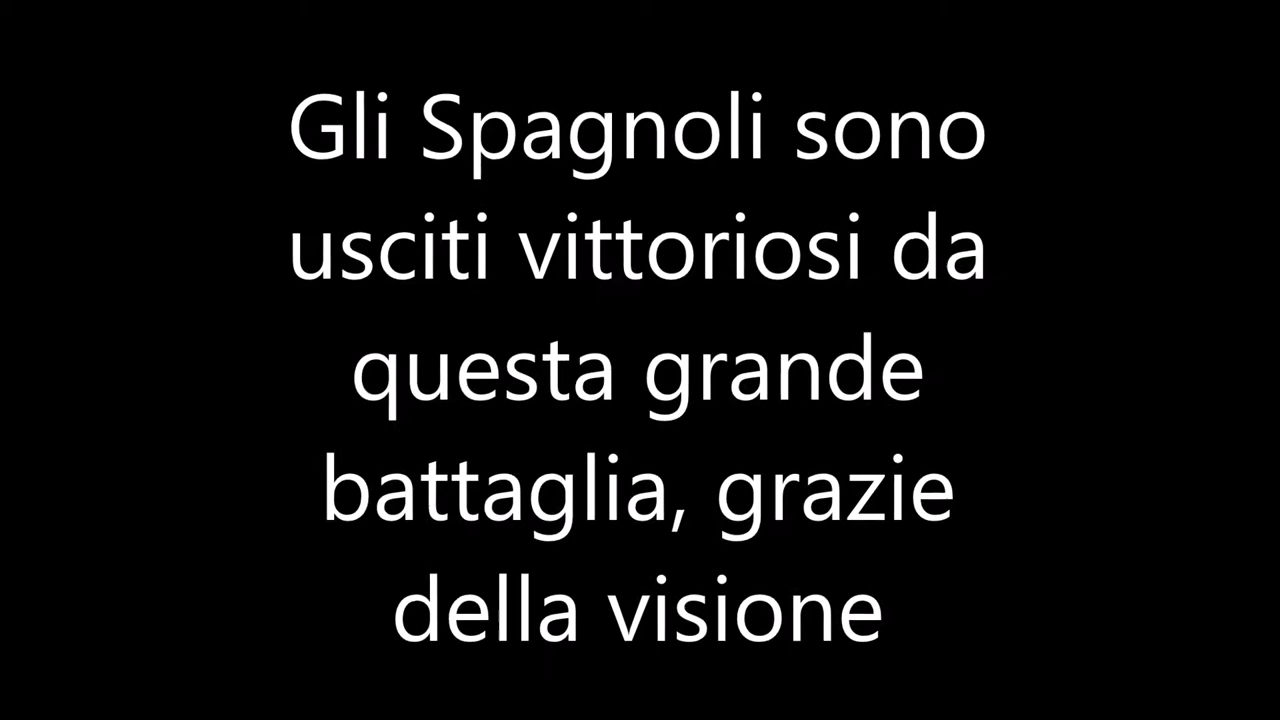 Gli Spagnoli sono
usciti vittoriosi da
questa grande
battaglia, grazie
della visione